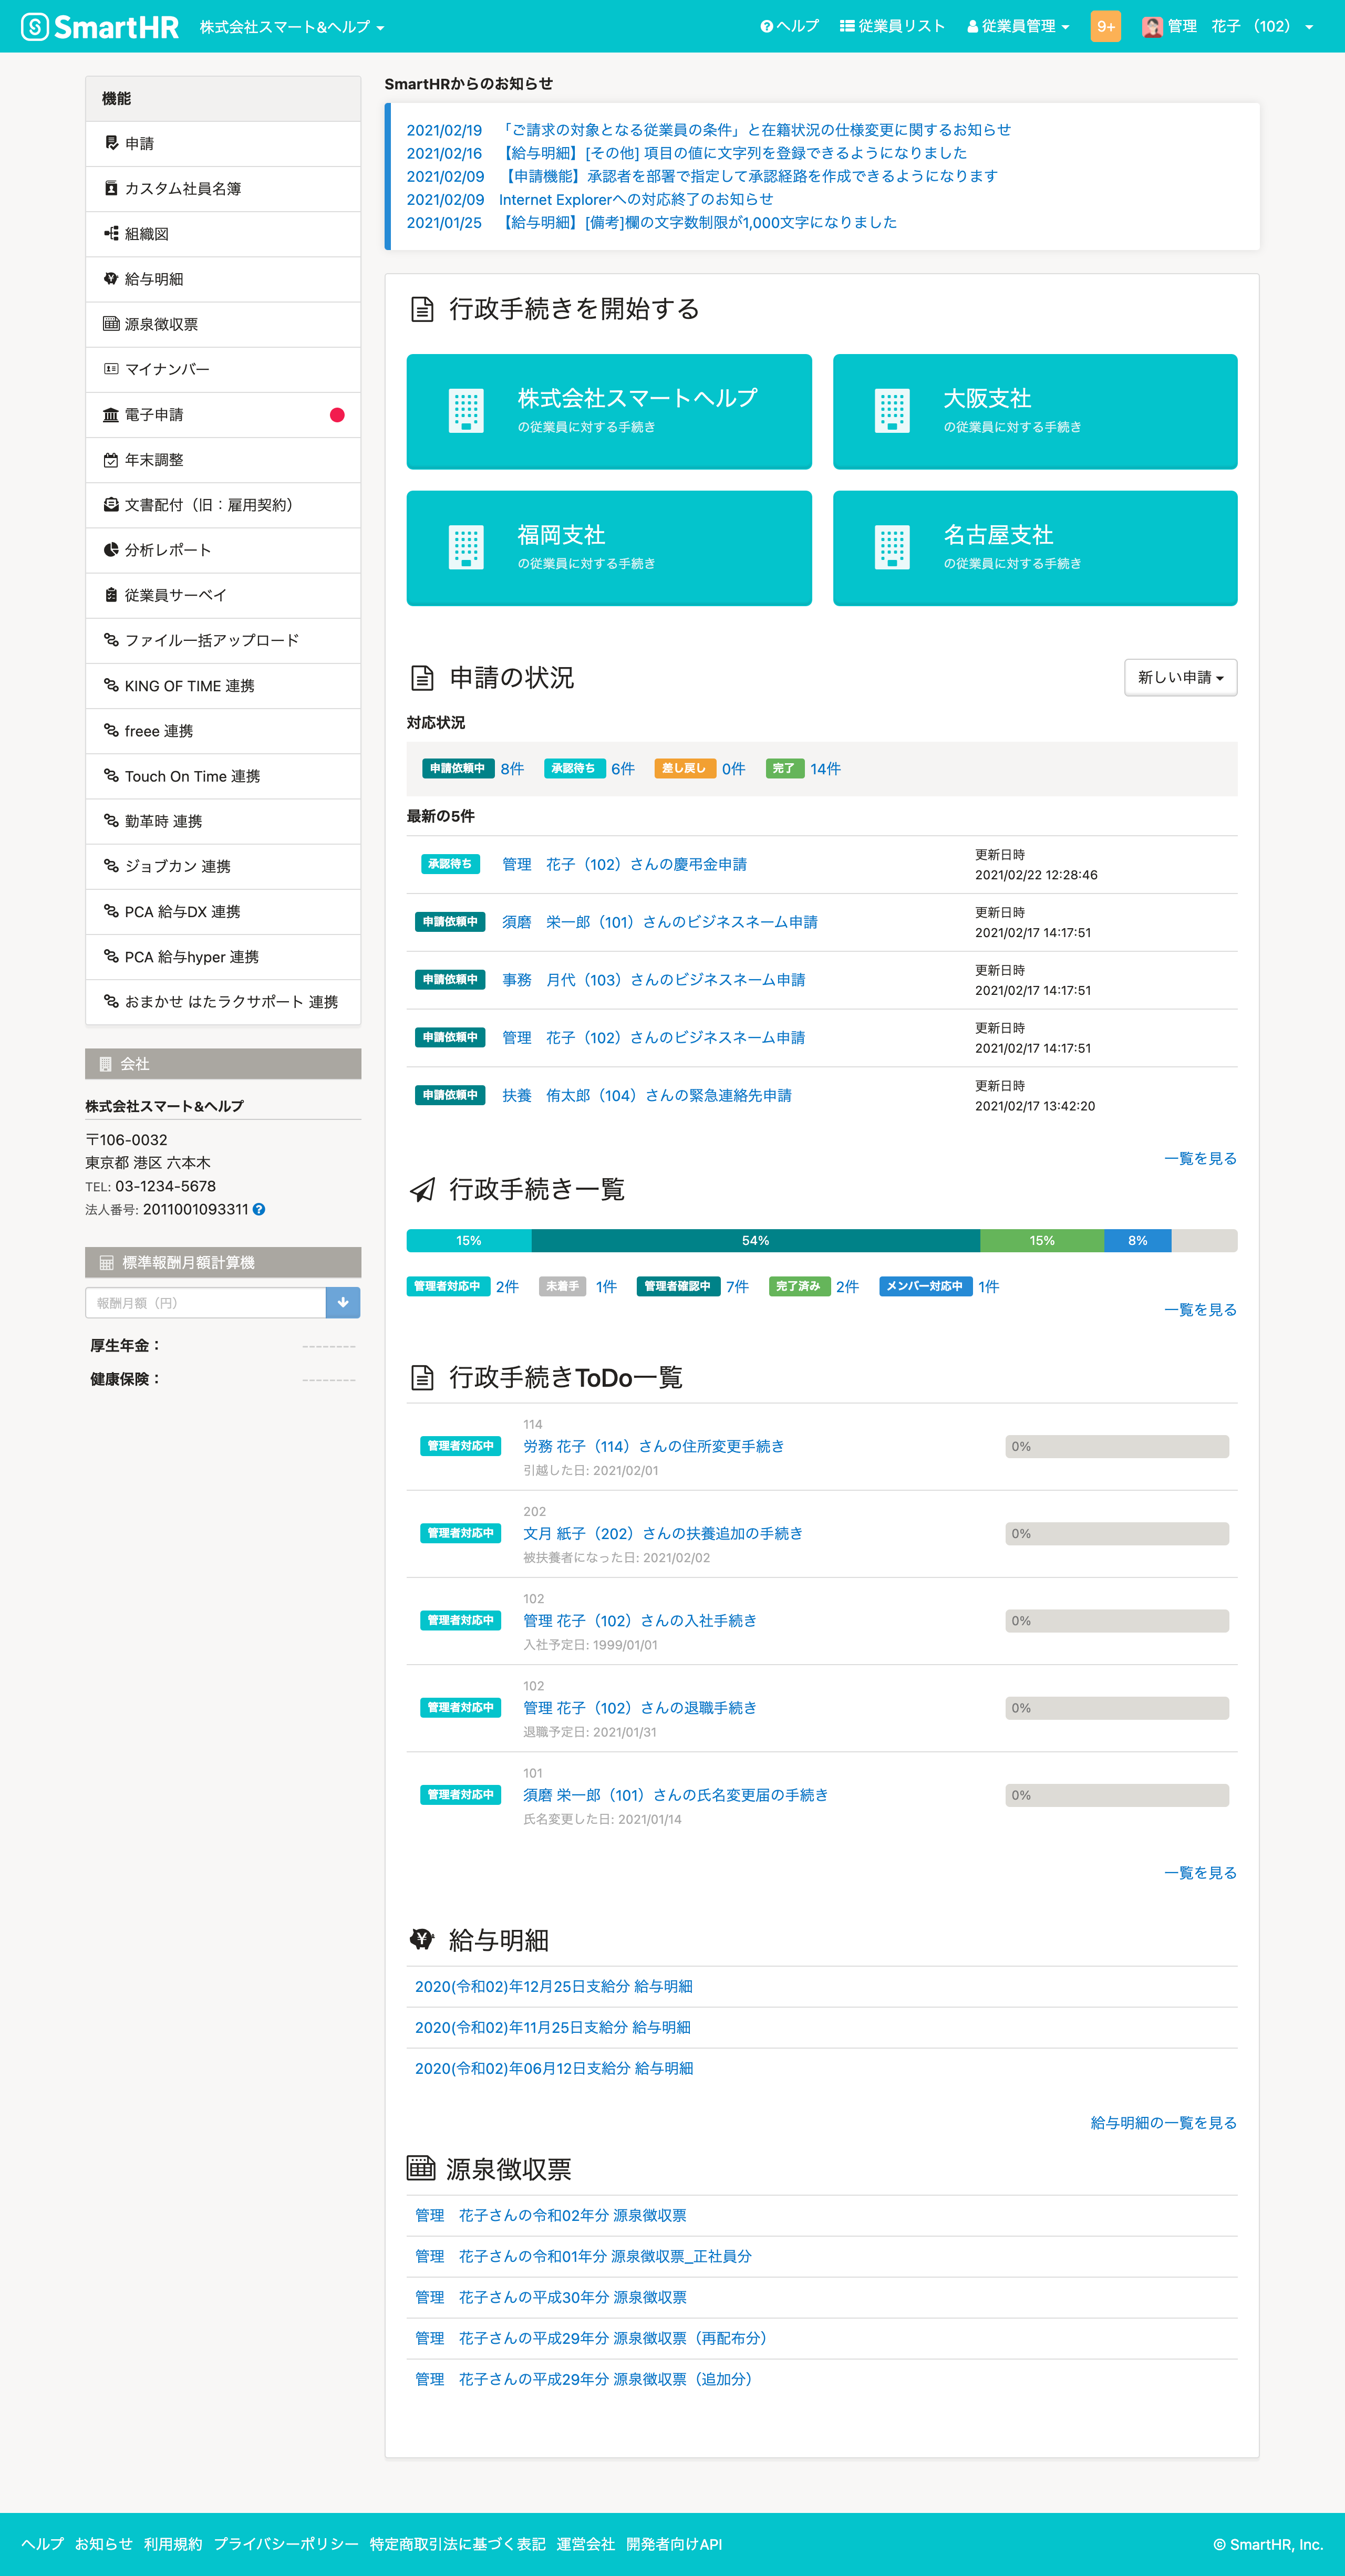 SmartHR 株式会社スマート&ヘルプ ヘルプ 従業員リスト 従業員管理 9+ 管理　花子（102）
機能
申請
カスタム社員名簿
組織図
給与明細
源泉徴収票
マイナンバー
電子申請
年末調整
文書配付（旧：雇用契約）
分析レポート
従業員サーベイ
ファイル一括アップロード
KING OF TIME 連携
freee 連携
Touch On Time 連携
勤革時 連携
ジョブカン 連携
PCA 給与DX 連携
PCA 給与hyper 連携
おまかせ はたラクサポート 連携
会社
株式会社スマート&ヘルプ
〒106-0032
東京都 港区 六本木
TEL: 03-1234-5678
法人番号: 2011001093311
標準報酬月額計算機
報酬月額（円）
厚生年金： --------
健康保険： --------
SmartHRからのお知らせ
2021/02/19 「ご請求の対象となる従業員の条件」と在籍状況の仕様変更に関するお知らせ
2021/02/16 【給与明細】[その他] 項目の値に文字列を登録できるようになりました
2021/02/09 【申請機能】承認者を部署で指定して承認経路を作成できるようになります
2021/02/09 Internet Explorerへの対応終了のお知らせ
2021/01/25 【給与明細】[備考]欄の文字数制限が1,000文字になりました
行政手続きを開始する
株式会社スマートヘルプ
の従業員に対する手続き
大阪支社
の従業員に対する手続き
福岡支社
の従業員に対する手続き
名古屋支社
の従業員に対する手続き
申請の状況 新しい申請
対応状況
申請依頼中 8件 承認待ち 6件 差し戻し 0件 完了 14件
最新の5件
承認待ち 管理　花子（102）さんの慶弔金申請
更新日時
2021/02/22 12:28:46
申請依頼中 須磨　栄一郎（101）さんのビジネスネーム申請
更新日時
2021/02/17 14:17:51
申請依頼中 事務　月代（103）さんのビジネスネーム申請
更新日時
2021/02/17 14:17:51
申請依頼中 管理　花子（102）さんのビジネスネーム申請
更新日時
2021/02/17 14:17:51
申請依頼中 扶養　侑太郎（104）さんの緊急連絡先申請
更新日時
2021/02/17 13:42:20
一覧を見る
行政手続き一覧
15% 54% 15% 8%
管理者対応中 2件 未着手 1件 管理者確認中 7件 完了済み 2件 メンバー対応中 1件
一覧を見る
行政手続きToDo一覧
114
管理者対応中 労務 花子（114）さんの住所変更手続き 0%
引越した日: 2021/02/01
202
管理者対応中 文月 紙子（202）さんの扶養追加の手続き 0%
被扶養者になった日: 2021/02/02
102
管理者対応中 管理 花子（102）さんの入社手続き 0%
入社予定日: 1999/01/01
102
管理者対応中 管理 花子（102）さんの退職手続き 0%
退職予定日: 2021/01/31
101
管理者対応中 須磨 栄一郎（101）さんの氏名変更届の手続き 0%
氏名変更した日: 2021/01/14
一覧を見る
給与明細
2020(令和02)年12月25日支給分 給与明細
2020(令和02)年11月25日支給分 給与明細
2020(令和02)年06月12日支給分 給与明細
給与明細の一覧を見る
源泉徴収票
管理　花子さんの令和02年分 源泉徴収票
管理　花子さんの令和01年分 源泉徴収票_正社員分
管理　花子さんの平成30年分 源泉徴収票
管理　花子さんの平成29年分 源泉徴収票（再配布分）
管理　花子さんの平成29年分 源泉徴収票（追加分）
ヘルプ お知らせ 利用規約 プライバシーポリシー 特定商取引法に基づく表記 運営会社 開発者向けAPI © SmartHR, Inc.